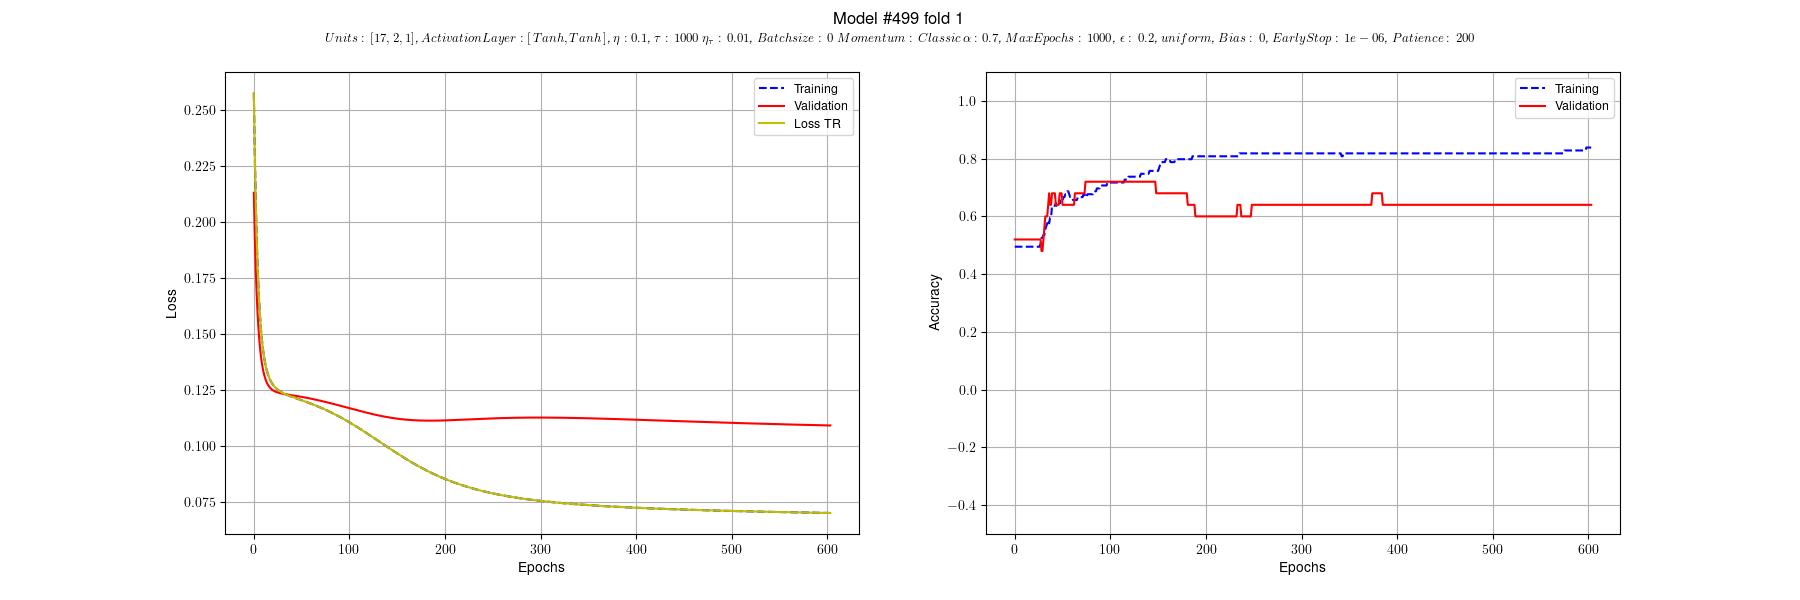 Model #499 fold 1
Units : [17, 2, 1], ActivationLayer : [Tanh, Tanh], η : 0.1, τ : 1000 ητ : 0.01, Batchsize : 0 Momentum : Classic α : 0.7, MaxEpochs : 1000, ϵ : 0.2, uniform, Bias : 0, EarlyStop : 1e − 06, Patience : 200
Training
Validation
Loss TR
0.250
0.225
0.200
0.175
0.150
0.125
0.100
0.075
Loss
0 100 200 300 400 500 600
Epochs
Training
Validation
1.0
0.8
0.6
0.4
0.2
0.0
−0.2
−0.4
Accuracy
0 100 200 300 400 500 600
Epochs